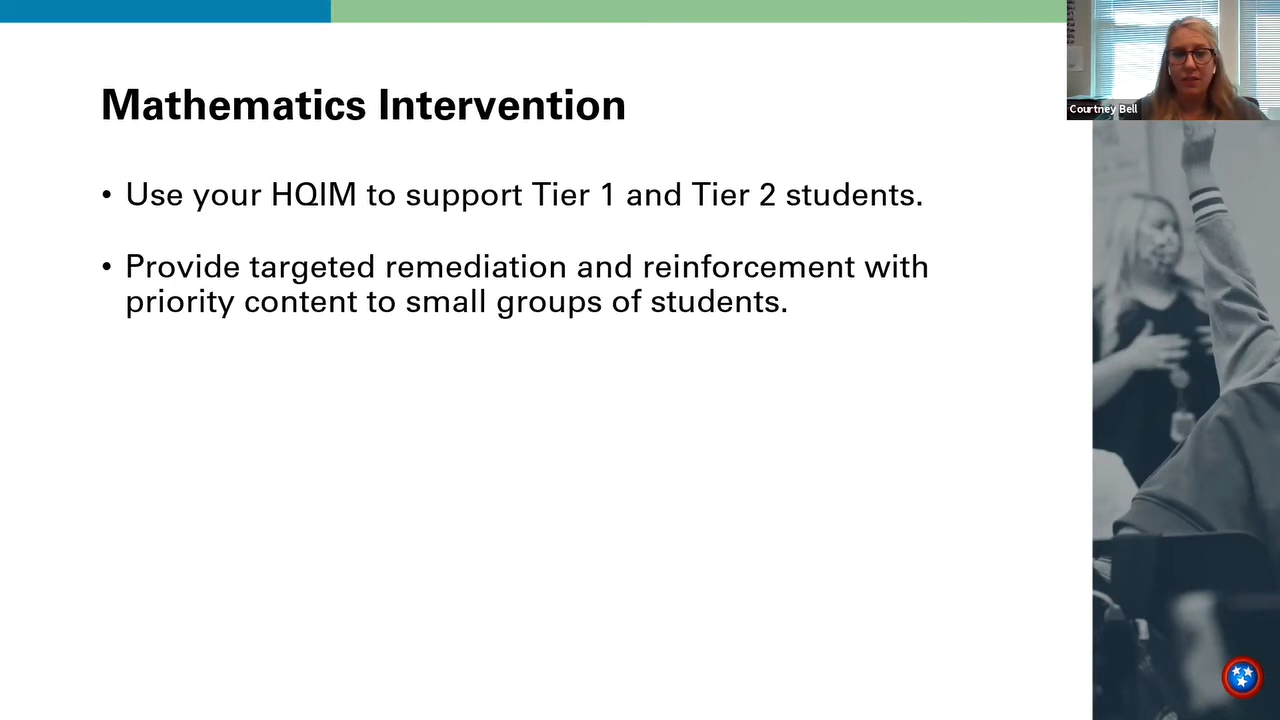 Mathematics Intervention
Courtney Bell
• Use your HQIM to support Tier 1 and Tier 2 students.
• Provide targeted remediation and reinforcement with
priority content to small groups of students.